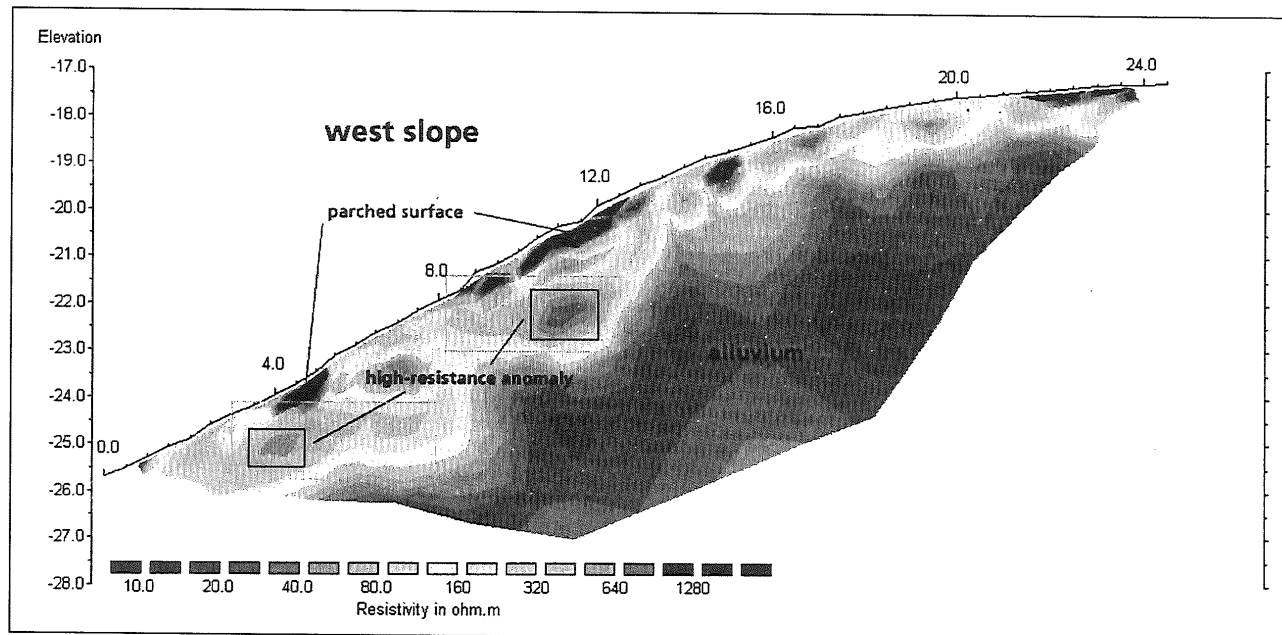 Elevation
-17.0
-18.0
-19.0
-20.0
-21.0
-22.0
-23.0
-24.0
-25.0
-26.0
-27.0
-28.0
west slope
parched surface
high-resistance anomaly
alluvium
0.0
4.0
8.0
12.0
16.0
20.0
24.0
10.0 20.0 40.0 80.0 160 320 640 1280
Resistivity in ohm.m